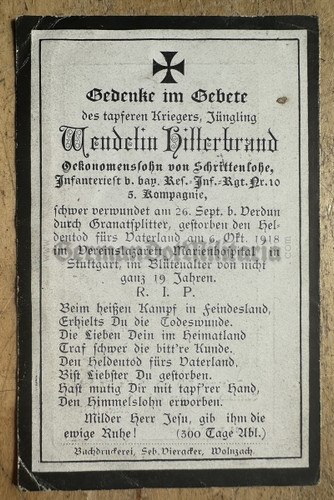 Gedenke im Gebete
des tapferen Kriegers, Jüngling
Wendelin Hillerbrand
Oekonomenssohn von Schrittenlohe,
Infanterist b. bay. Res.-Inf.-Rgt. Nr. 10
5. Kompagnie,
schwer verwundet am 26. Sept. b. Verdun
durch Granatsplitter, gestorben den Hel-
dentod fürs Vaterland am 6. Okt. 1918
im Vereinslazarett Marienhospital in
Stuttgart, im Blütenalter von nicht
ganz 19 Jahren.
R. I. P.
Beim heißen Kampf in Feindesland,
Erhielts Du die Todeswunde.
Die Lieben Dein im Heimatland
Traf schwer die bitt're Kunde.
Den Heldentod fürs Vaterland.
Bist Liebster Du gestorben.
Hast mutig Dir mit tapf'rer Hand,
Den Himmelslohn erworben.
Milder Herr Jesu, gib ihm die
ewige Ruhe! (300 Tage Abl.)
Buchdruckerei, Seb. Vieracker, Wolnzach.